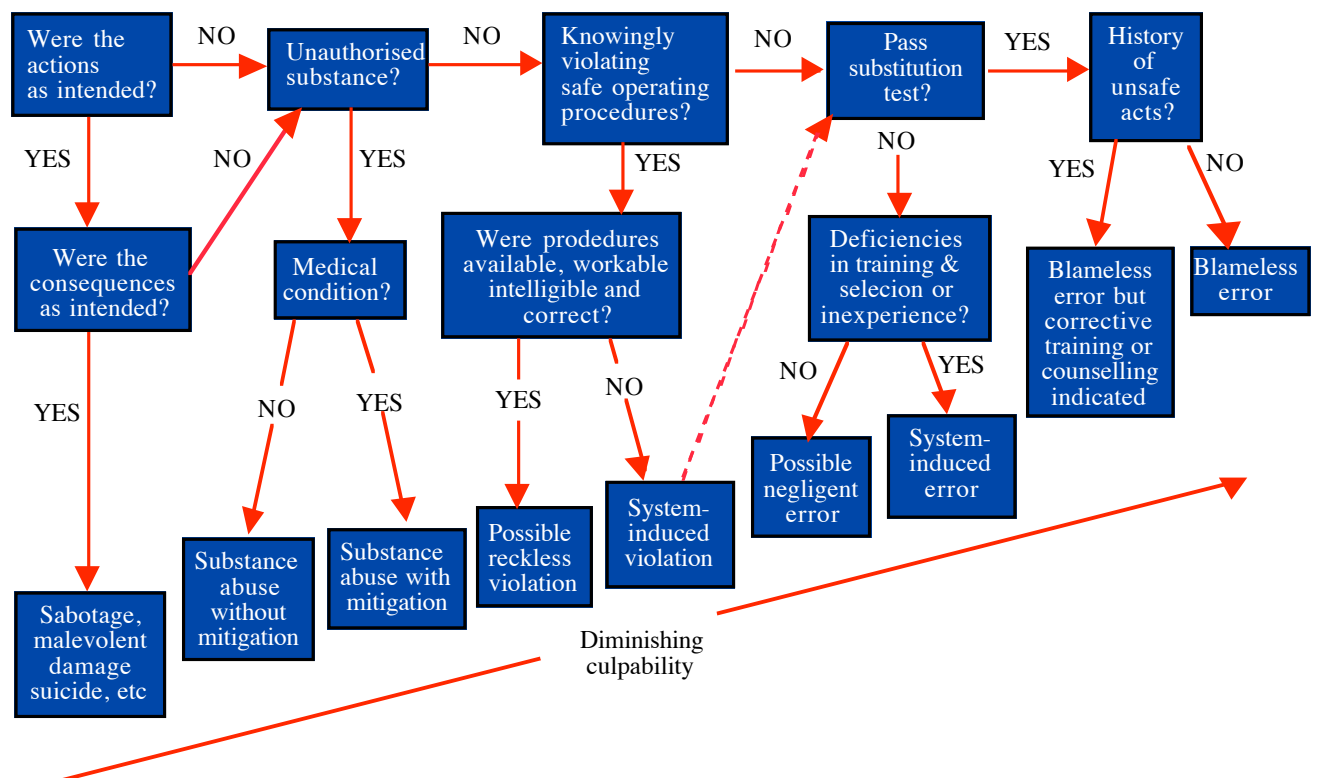 Were the
actions
as intended?
NO
Unauthorised
substance?
NO
Knowingly
violating
safe operating
procedures?
NO
Pass
substitution
test?
YES
History
of
unsafe
acts?
YES
NO
YES
YES
NO
YES
NO
Were the
consequences
as intended?
Medical
condition?
Were prodedures
available, workable
intelligible and
correct?
Deficiencies
in training &
selecion or
inexperience?
Blameless
error but
corrective
training or
counselling
indicated
Blameless
error
YES
NO
YES
YES
NO
NO
YES
Sabotage,
malevolent
damage
suicide, etc
Substance
abuse
without
mitigation
Substance
abuse with
mitigation
Possible
reckless
violation
System-
induced
violation
Possible
negligent
error
System-
induced
error
Diminishing
culpability